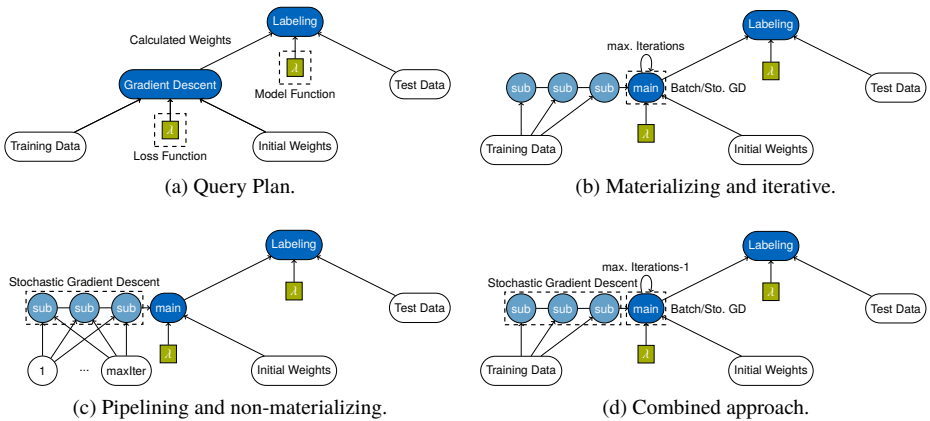 Labeling
Calculated Weights
λ
Gradient Descent
Model Function
Test Data
λ
Training Data
Loss Function
Initial Weights
(a) Query Plan.
Labeling
max. Iterations
λ
sub sub sub main Batch/Sto. GD
Test Data
λ
Training Data
Initial Weights
(b) Materializing and iterative.
Labeling
Stochastic Gradient Descent
λ
sub sub sub main
Test Data
λ
1 ... maxIter
Initial Weights
(c) Pipelining and non-materializing.
Labeling
max. Iterations-1
Stochastic Gradient Descent
λ
sub sub sub main Batch/Sto. GD
Test Data
λ
Training Data
Initial Weights
(d) Combined approach.